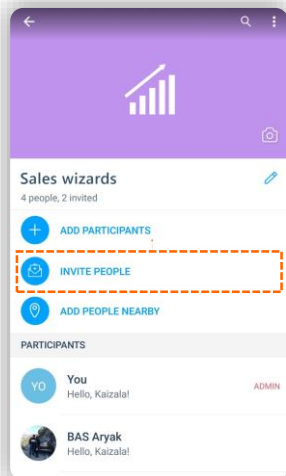 Sales wizards
4 people, 2 invited
ADD PARTICIPANTS
INVITE PEOPLE
ADD PEOPLE NEARBY
PARTICIPANTS
YO
You
ADMIN
Hello, Kaizala!
BAS Aryak
Hello, Kaizala!